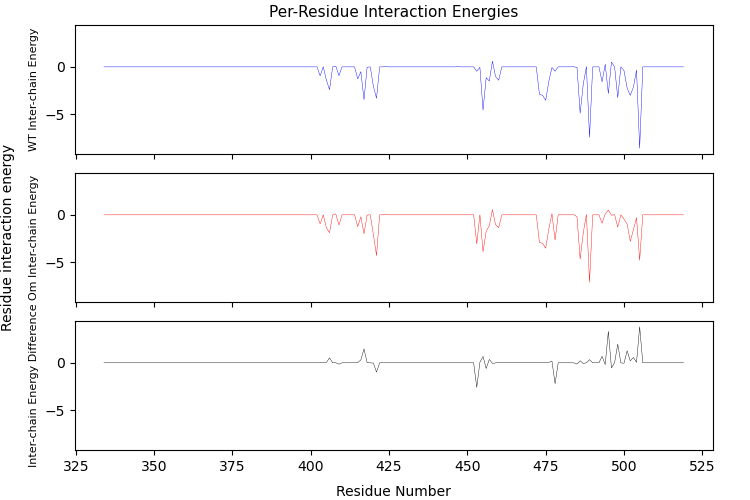 Per-Residue Interaction Energies
WT Inter-chain Energy
0
−5
Residue interaction energy
Om Inter-chain Energy
0
−5
Inter-chain Energy Difference
0
−5
325 350 375 400 425 450 475 500 525
Residue Number